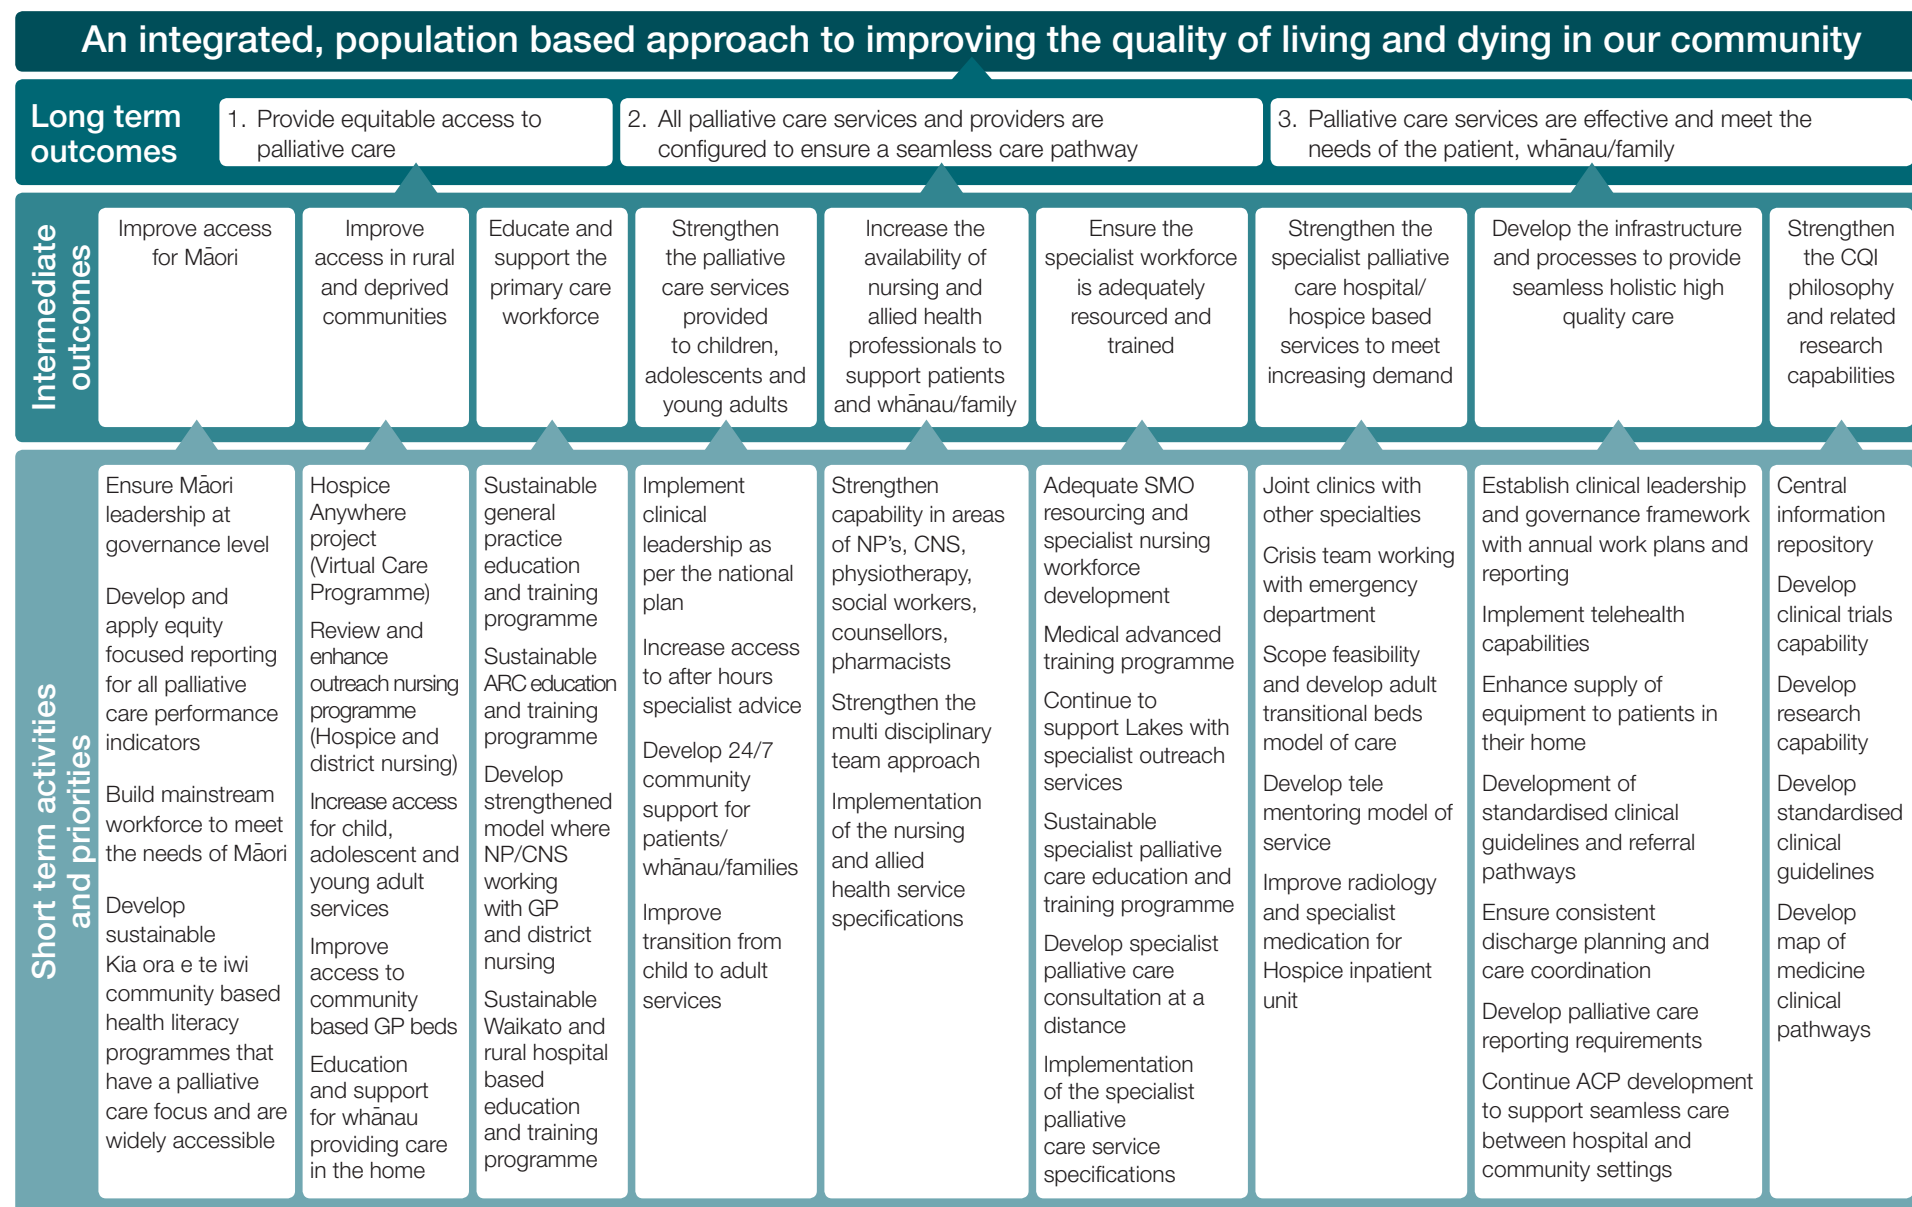 An integrated, population based approach to improving the quality of living and dying in our community
Long term
outcomes
1. Provide equitable access to
palliative care
2. All palliative care services and providers are
configured to ensure a seamless care pathway
3. Palliative care services are effective and meet the
needs of the patient, whānau/family
Intermediate
outcomes
Improve access
for Māori
Improve
access in rural
and deprived
communities
Educate and
support the
primary care
workforce
Strengthen
the palliative
care services
provided
to children,
adolescents and
young adults
Increase the
availability of
nursing and
allied health
professionals to
support patients
and whānau/family
Ensure the
specialist workforce
is adequately
resourced and
trained
Strengthen the
specialist palliative
care hospital/
hospice based
services to meet
increasing demand
Develop the infrastructure
and processes to provide
seamless holistic high
quality care
Strengthen
the CQI
philosophy
and related
research
capabilities
Short term activities
and priorities
Ensure Māori
leadership at
governance level
Develop and
apply equity
focused reporting
for all palliative
care performance
indicators
Build mainstream
workforce to meet
the needs of Māori
Develop
sustainable
Kia ora e te iwi
community based
health literacy
programmes that
have a palliative
care focus and are
widely accessible
Hospice
Anywhere
project
(Virtual Care
Programme)
Review and
enhance
outreach nursing
programme
(Hospice and
district nursing)
Increase access
for child,
adolescent and
young adult
services
Improve
access to
community
based GP beds
Education
and support
for whānau
providing care
in the home
Sustainable
general
practice
education
and training
programme
Sustainable
ARC education
and training
programme
Develop
strengthened
model where
NP/CNS
working
with GP
and district
nursing
Sustainable
Waikato and
rural hospital
based
education
and training
programme
Implement
clinical
leadership as
per the national
plan
Increase access
to after hours
specialist advice
Develop 24/7
community
support for
patients/
whānau/families
Improve
transition from
child to adult
services
Strengthen
capability in areas
of NP's, CNS,
physiotherapy,
social workers,
counsellors,
pharmacists
Strengthen the
multi disciplinary
team approach
Implementation
of the nursing
and allied
health service
specifications
Adequate SMO
resourcing and
specialist nursing
workforce
development
Medical advanced
training programme
Continue to
support Lakes with
specialist outreach
services
Sustainable
specialist palliative
care education and
training programme
Develop specialist
palliative care
consultation at a
distance
Implementation
of the specialist
palliative
care service
specifications
Joint clinics with
other specialties
Crisis team working
with emergency
department
Scope feasibility
and develop adult
transitional beds
model of care
Develop tele
mentoring model of
service
Improve radiology
and specialist
medication for
Hospice inpatient
unit
Establish clinical leadership
and governance framework
with annual work plans and
reporting
Implement telehealth
capabilities
Enhance supply of
equipment to patients in
their home
Development of
standardised clinical
guidelines and referral
pathways
Ensure consistent
discharge planning and
care coordination
Develop palliative care
reporting requirements
Continue ACP development
to support seamless care
between hospital and
community settings
Central
information
repository
Develop
clinical trials
capability
Develop
research
capability
Develop
standardised
clinical
guidelines
Develop
map of
medicine
clinical
pathways